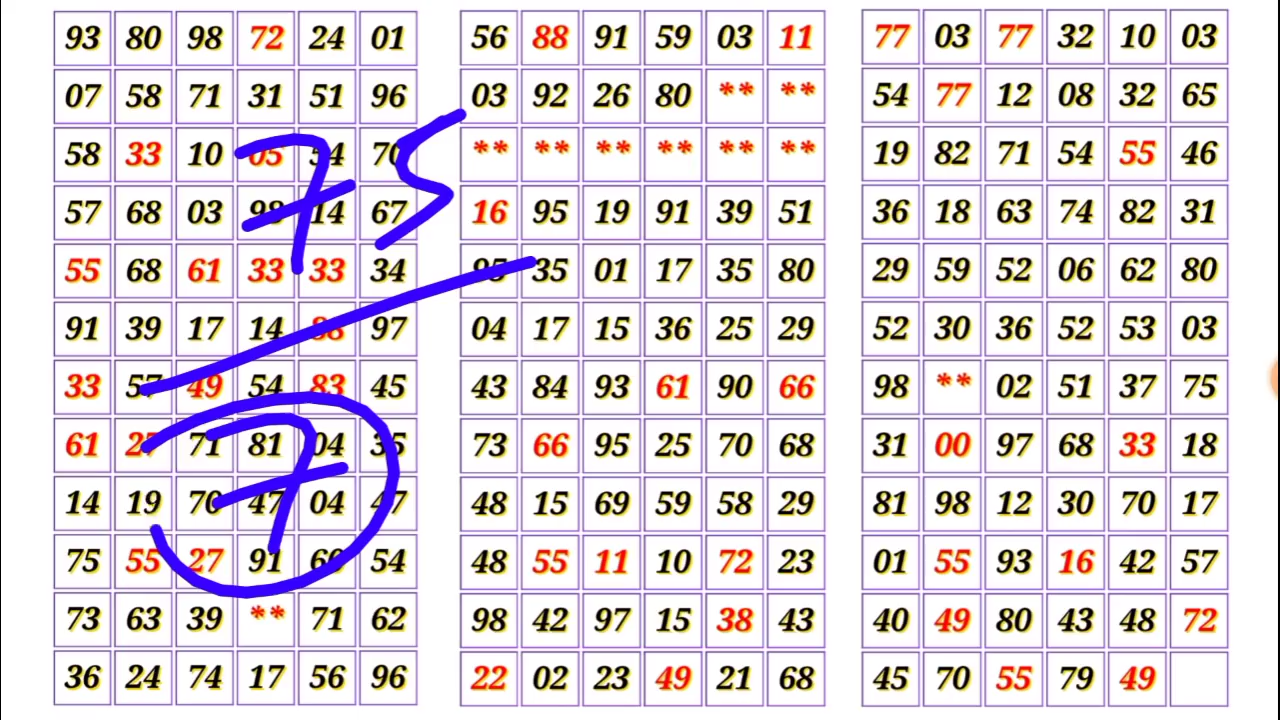 93 80 98 72 24 01
07 58 71 31 51 96
58 33 10 05 54 70
57 68 03 14 67
55 68 61 33 33 34
91 39 17 14 97
33 57 49 54 83 45
61 27 71 81 04 35
14 19 70 47 04 47
75 55 27 91 54
73 63 39 ** 71 62
36 24 74 17 56 96
75
7
56 88 91 59 03 11
03 92 26 80 ** **
** ** ** ** ** **
16 95 19 91 39 51
95 35 01 17 35 80
04 17 15 36 25 29
43 84 93 61 90 66
73 66 95 25 70 68
48 15 69 59 58 29
48 55 11 10 72 23
98 42 97 15 38 43
22 02 23 49 21 68
77 03 77 32 10 03
54 77 12 08 32 65
19 82 71 54 55 46
36 18 63 74 82 31
29 59 52 06 62 80
52 30 36 52 53 03
98 ** 02 51 37 75
31 00 97 68 33 18
81 98 12 30 70 17
01 55 93 16 42 57
40 49 80 43 48 72
45 70 55 79 49